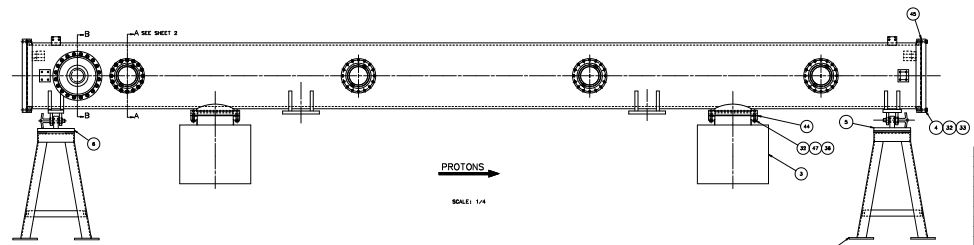 B
A SEE SHEET 2
45
B
A
6
44
5
4 32 33
32 47 38
3
PROTONS
SCALE: 1/4